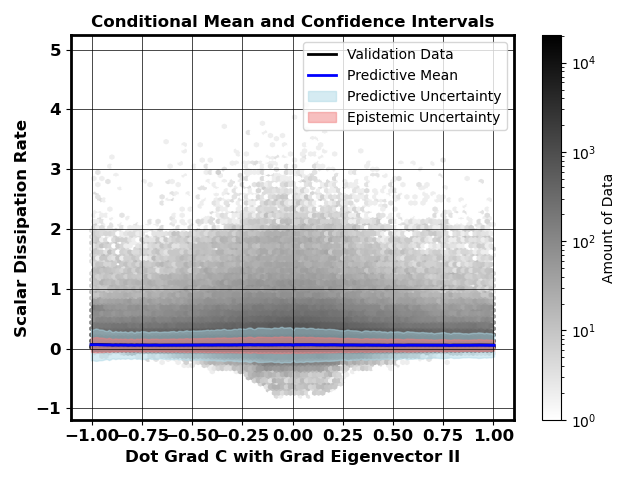 Conditional Mean and Confidence Intervals
Scalar Dissipation Rate
5
4
3
2
1
0
−1
Validation Data
Predictive Mean
Predictive Uncertainty
Epistemic Uncertainty
−1.00 −0.75 −0.50 −0.25 0.00 0.25 0.50 0.75 1.00
Dot Grad C with Grad Eigenvector II
10⁴
10³
10²
10¹
10⁰
Amount of Data